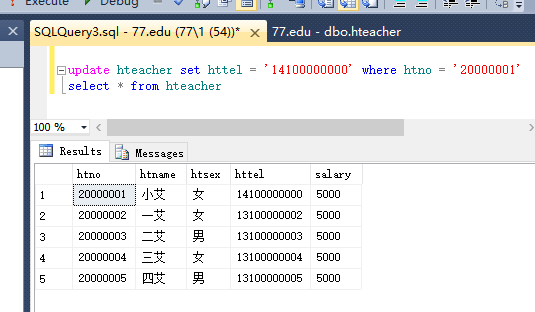 Execute Debug
SQLQuery3.sql - 77.edu (77\1 (54))* 77.edu - dbo.hteacher
update hteacher set httel = '14100000000' where htno = '20000001'
select * from hteacher
100 %
Results Messages
htno htname htsex httel salary
1 20000001 小艾 女 14100000000 5000
2 20000002 一艾 女 13100000002 5000
3 20000003 二艾 男 13100000003 5000
4 20000004 三艾 女 13100000004 5000
5 20000005 四艾 男 13100000005 5000